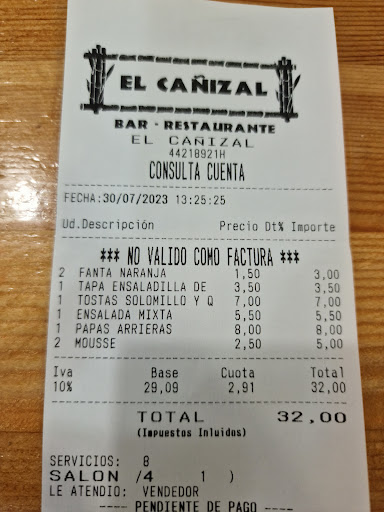 EL CAÑIZAL
BAR - RESTAURANTE
EL CAÑIZAL
44218921H
CONSULTA CUENTA
FECHA:30/07/2023 13:25:25
Ud.Descripción Precio Dt% Importe
*** NO VALIDO COMO FACTURA ***
2 FANTA NARANJA 1,50 3,00
1 TAPA ENSALADILLA DE 3,50 3,50
1 TOSTAS SOLOMILLO Y Q 7,00 7,00
1 ENSALADA MIXTA 5,50 5,50
1 PAPAS ARRIERAS 8,00 8,00
2 MOUSSE 2,50 5,00
Iva Base Cuota Total
10% 29,09 2,91 32,00
TOTAL 32,00
(Impuestos Inluidos)
SERVICIOS: 8
SALON /4 1 )
LE ATENDIO: VENDEDOR
---- PENDIENTE DE PAGO ----